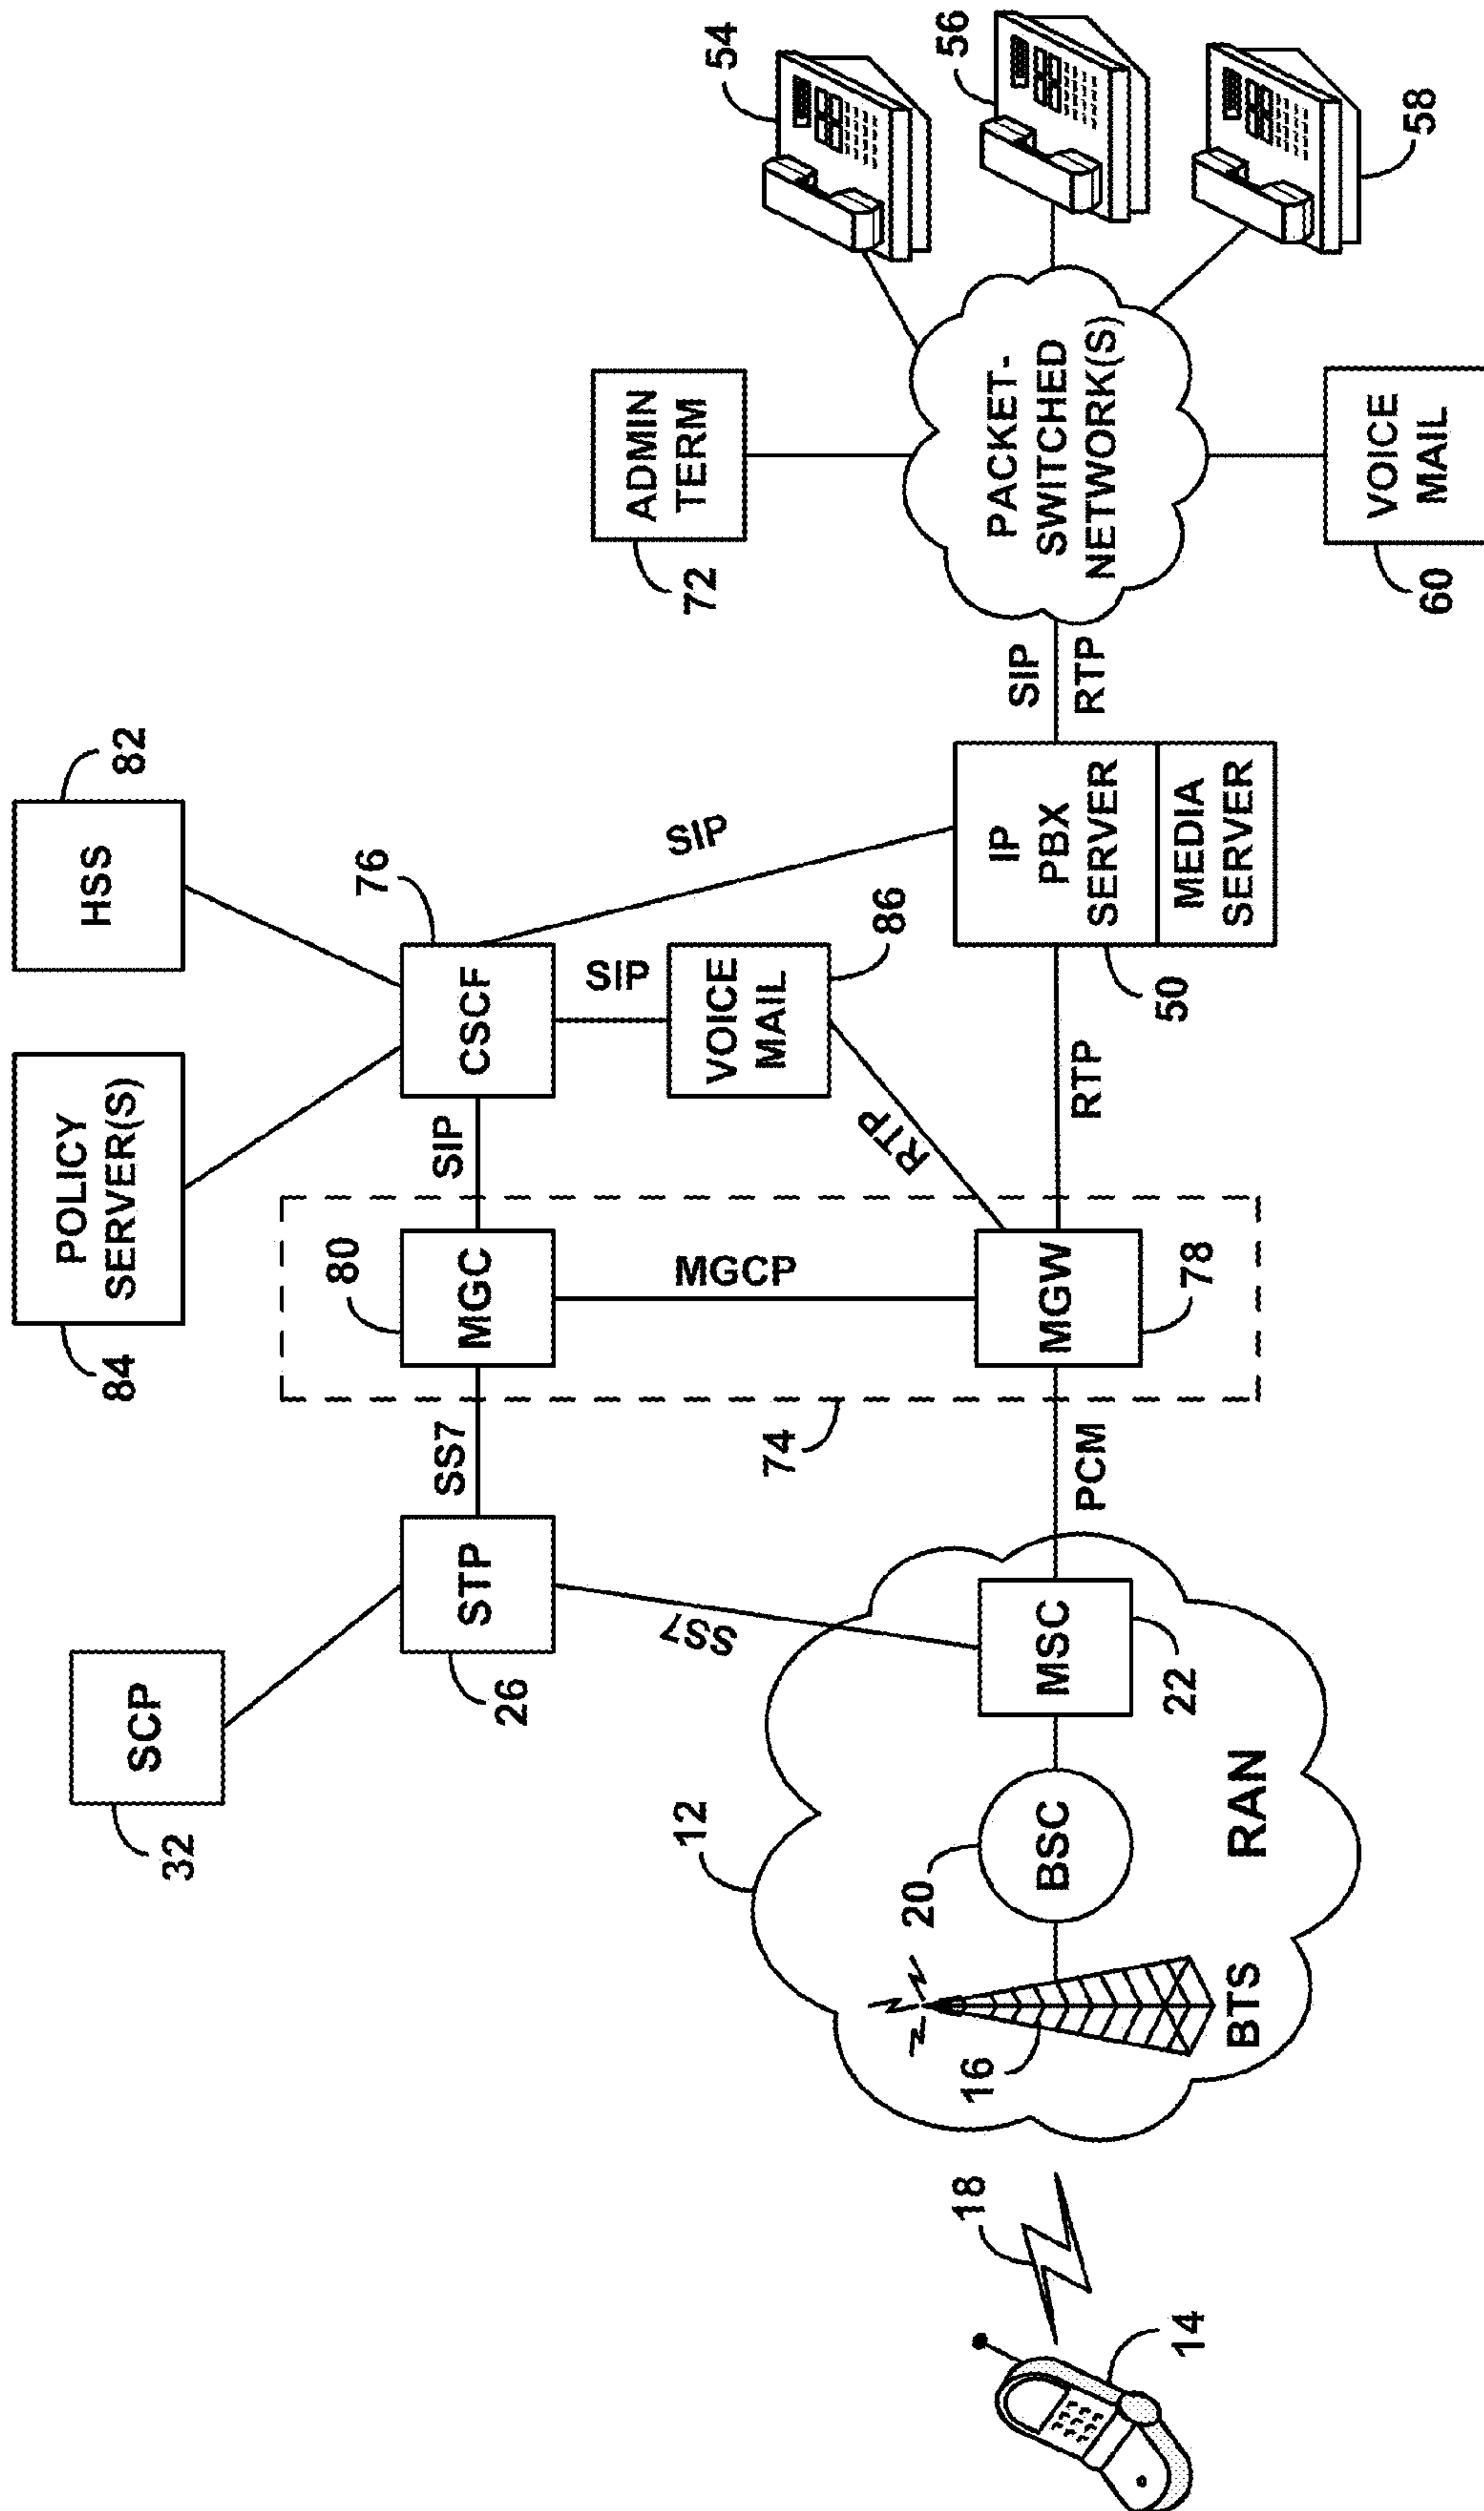 HSS
82
POLICY
SERVER(S)
84
SCP
32
76
CSCF
SIP
80
MGC
SS7
STP
26
SIP
SIP
VOICE
MAIL
86
MGCP
RTP
74
SS7
ADMIN
TERM
72
54
56
58
PACKET-
SWITCHED
NETWORK(S)
VOICE
MAIL
60
SIP
RTP
IP
PBX
SERVER
MEDIA
SERVER
50
RTP
MGW
78
PCM
MSC
22
BSC
20
12
RAN
BTS
16
18
14